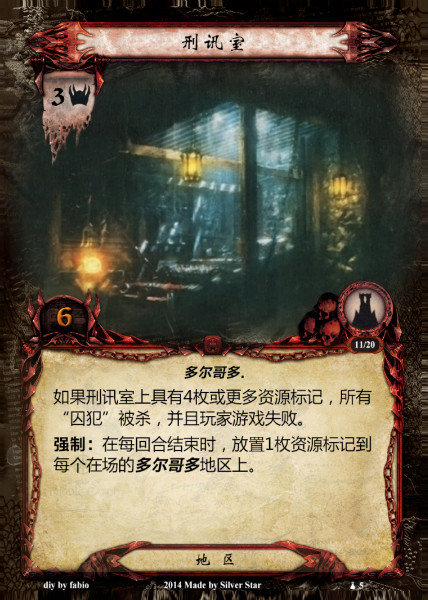 刑讯室
3
6
11/20
多尔哥多.
如果刑讯室上具有4枚或更多资源标记，所有
“囚犯”被杀，并且玩家游戏失败。
强制：在每回合结束时，放置1枚资源标记到
每个在场的多尔哥多地区上。
地区
diy by fabio 2014 Made by Silver Star 5